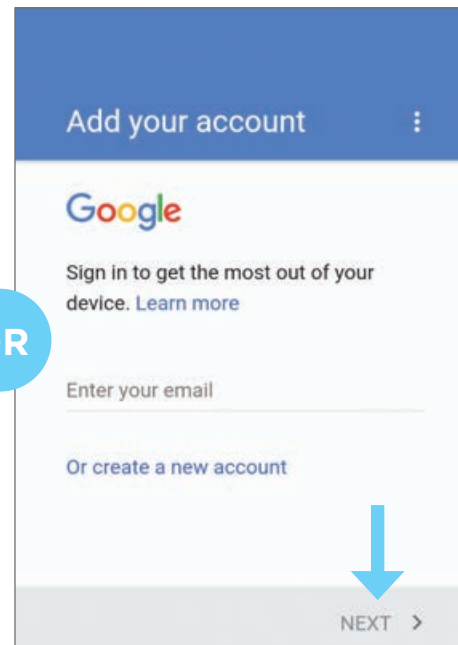 Add your account
Google
Sign in to get the most out of your
device. Learn more
R
Enter your email
Or create a new account
NEXT